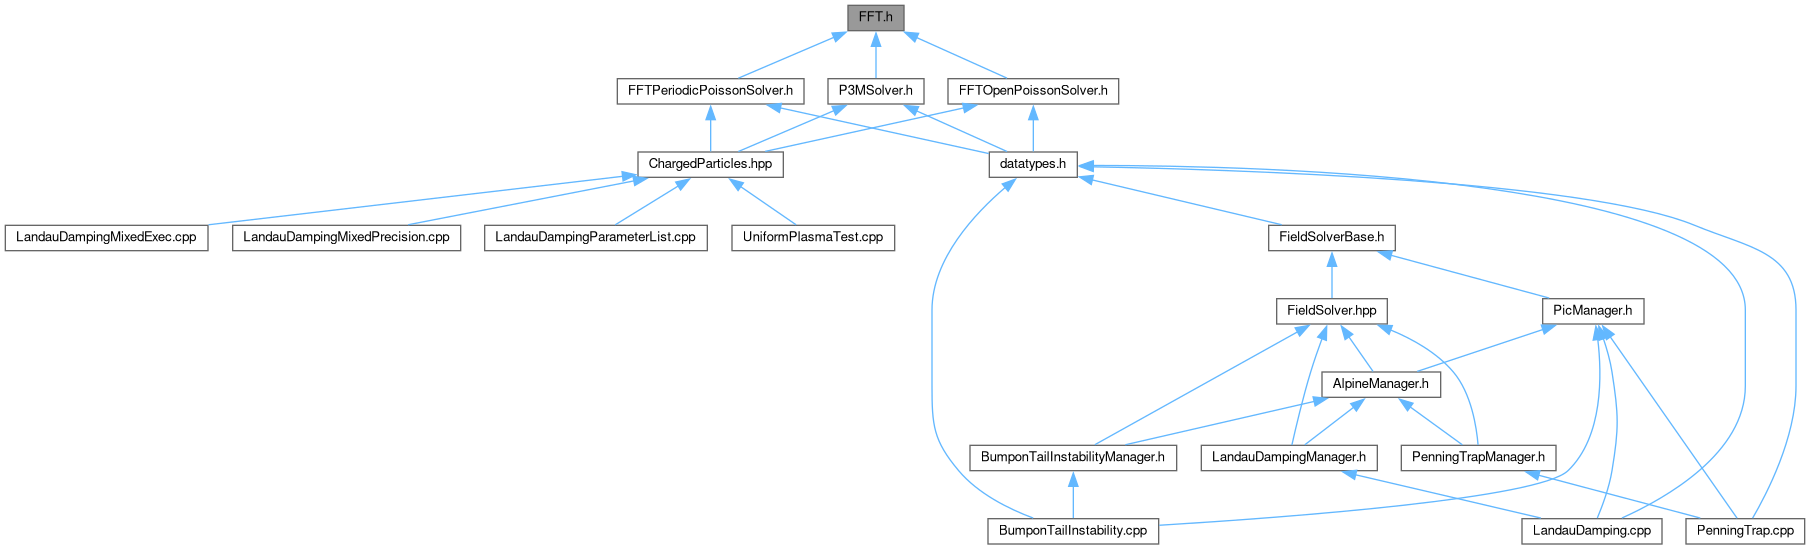 FFT.h
FFTPeriodicPoissonSolver.h
P3MSolver.h
FFTOpenPoissonSolver.h
ChargedParticles.hpp
datatypes.h
LandauDampingMixedExec.cpp
LandauDampingMixedPrecision.cpp
LandauDampingParameterList.cpp
UniformPlasmaTest.cpp
FieldSolverBase.h
FieldSolver.hpp
PicManager.h
AlpineManager.h
BumponTailInstabilityManager.h
LandauDampingManager.h
PenningTrapManager.h
BumponTailInstability.cpp
LandauDamping.cpp
PenningTrap.cpp